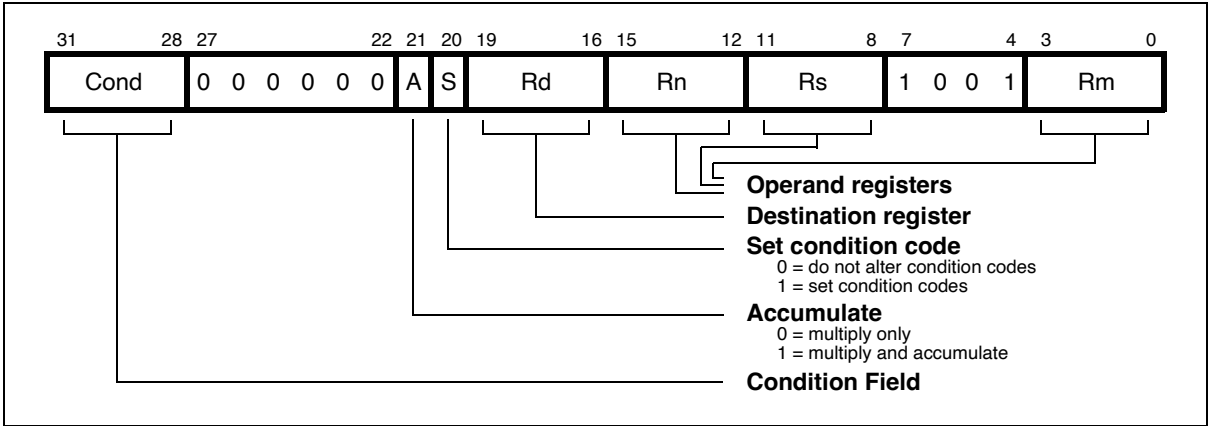 31 28 27 22 21 20 19 16 15 12 11 8 7 4 3 0
Cond 0 0 0 0 0 0 A S Rd Rn Rs 1 0 0 1 Rm
Operand registers
Destination register
Set condition code
0 = do not alter condition codes
1 = set condition codes
Accumulate
0 = multiply only
1 = multiply and accumulate
Condition Field